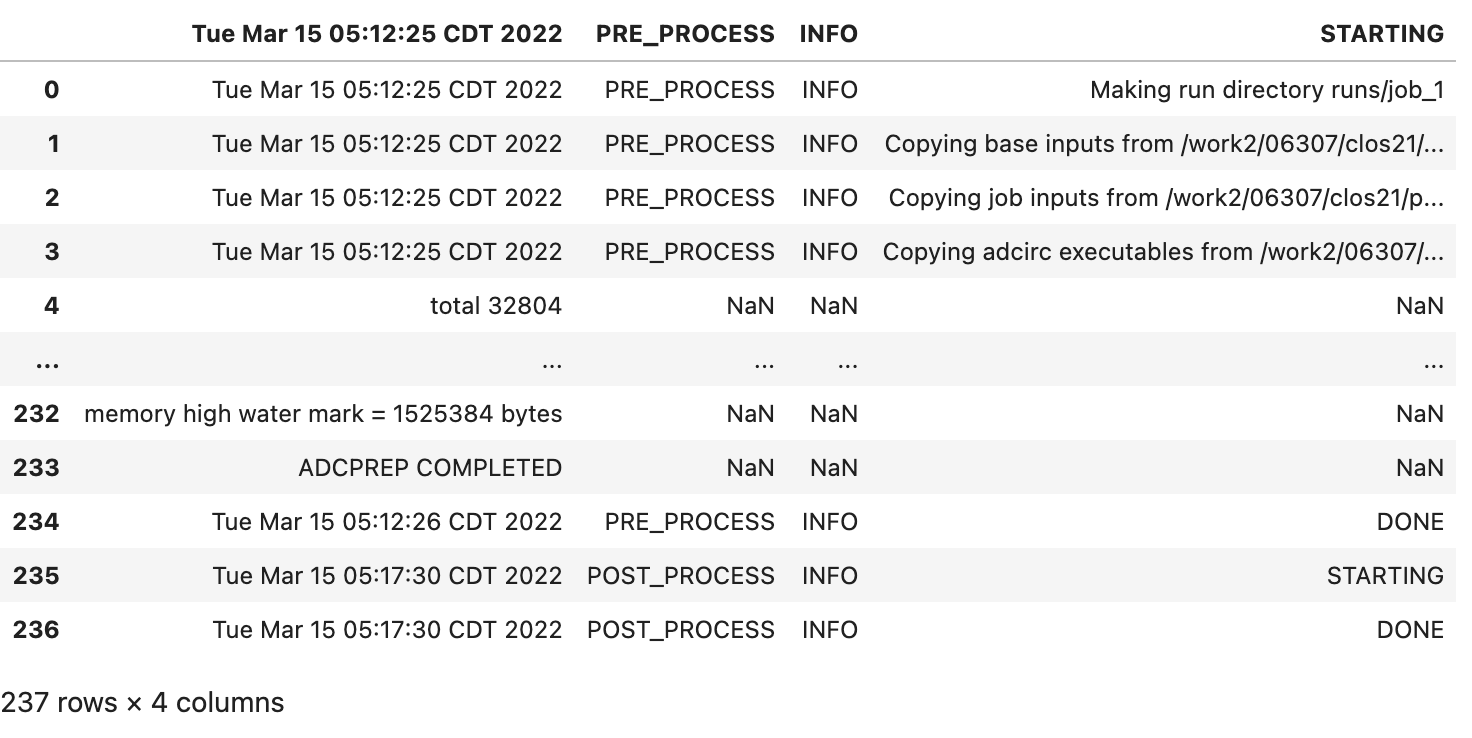 Tue Mar 15 05:12:25 CDT 2022 PRE_PROCESS INFO STARTING
0 Tue Mar 15 05:12:25 CDT 2022 PRE_PROCESS INFO Making run directory runs/job_1
1 Tue Mar 15 05:12:25 CDT 2022 PRE_PROCESS INFO Copying base inputs from /work2/06307/clos21/...
2 Tue Mar 15 05:12:25 CDT 2022 PRE_PROCESS INFO Copying job inputs from /work2/06307/clos21/p...
3 Tue Mar 15 05:12:25 CDT 2022 PRE_PROCESS INFO Copying adcirc executables from /work2/06307/...
4 total 32804 NaN NaN NaN
... ... ... ... ...
232 memory high water mark = 1525384 bytes NaN NaN NaN
233 ADCPREP COMPLETED NaN NaN NaN
234 Tue Mar 15 05:12:26 CDT 2022 PRE_PROCESS INFO DONE
235 Tue Mar 15 05:17:30 CDT 2022 POST_PROCESS INFO STARTING
236 Tue Mar 15 05:17:30 CDT 2022 POST_PROCESS INFO DONE
237 rows × 4 columns